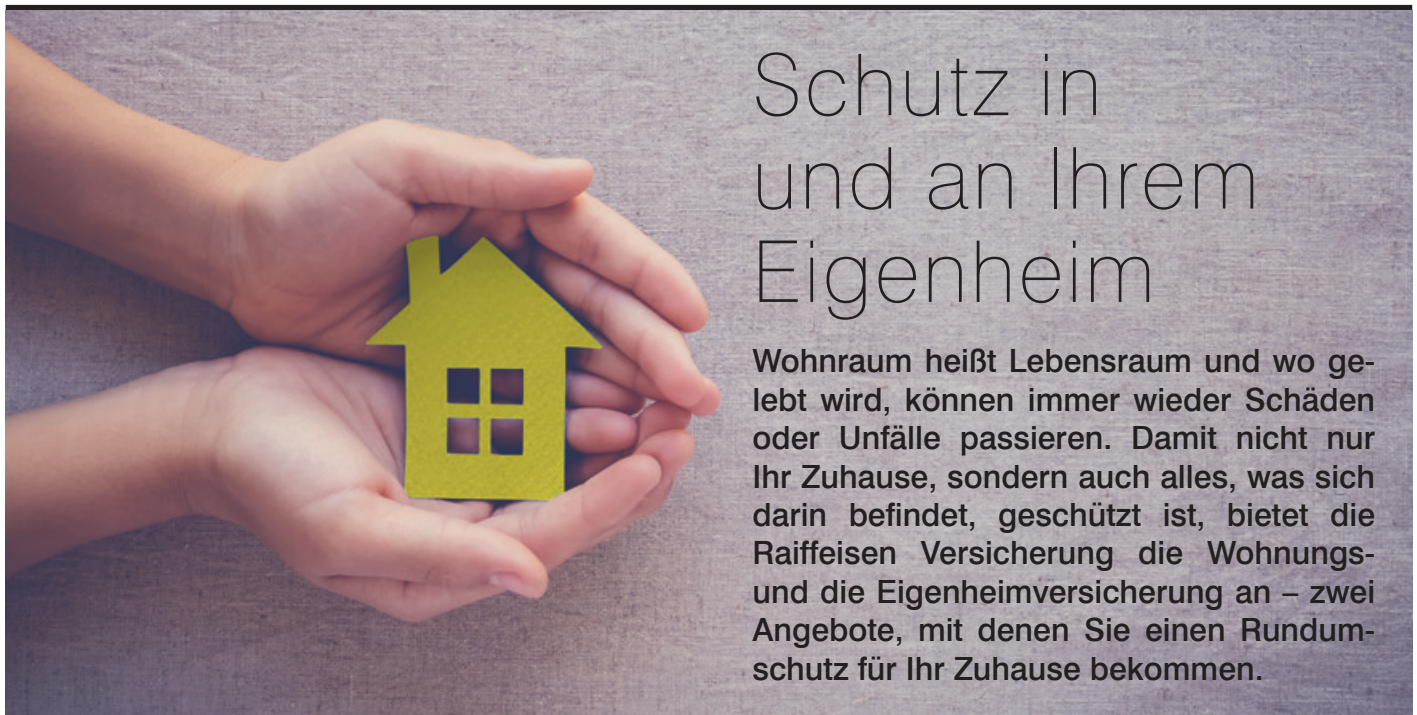 Schutz in
und an Ihrem
Eigenheim
Wohnraum heißt Lebensraum und wo ge-
lebt wird, können immer wieder Schäden
oder Unfälle passieren. Damit nicht nur
Ihr Zuhause, sondern auch alles, was sich
darin befindet, geschützt ist, bietet die
Raiffeisen Versicherung die Wohnungs-
und die Eigenheimversicherung an – zwei
Angebote, mit denen Sie einen Rundum-
schutz für Ihr Zuhause bekommen.